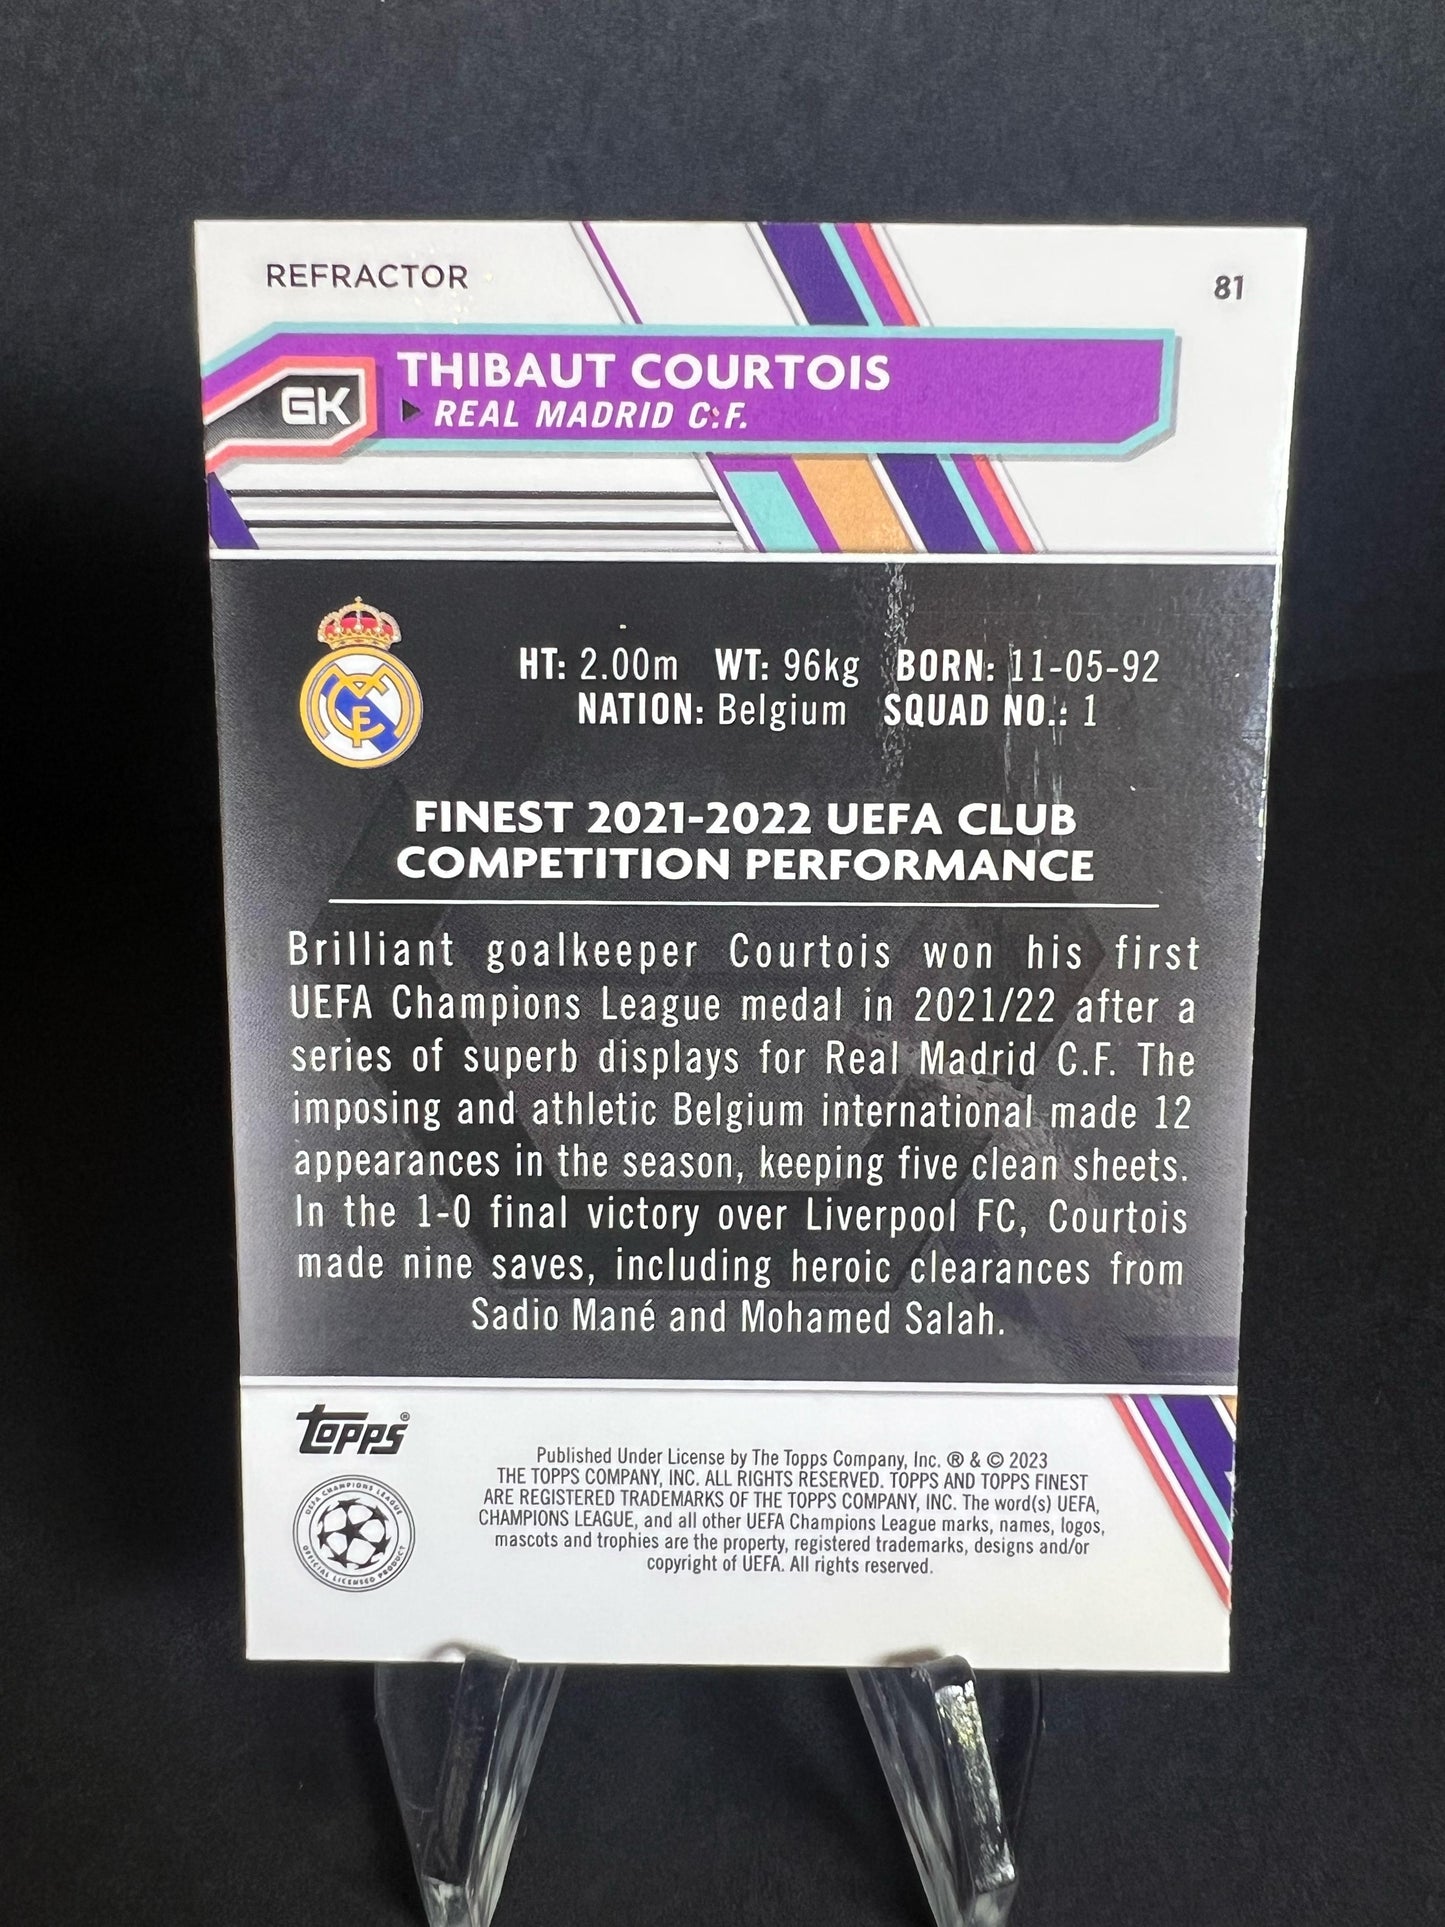 REFRACTOR
81
THIBAUT COURTOIS
GK
REAL MADRID C.F.
HT: 2.00m WT: 96kg BORN: 11-05-92
NATION: Belgium SQUAD NO.: 1
FINEST 2021-2022 UEFA CLUB
COMPETITION PERFORMANCE
Brilliant goalkeeper Courtois won his first
UEFA Champions League medal in 2021/22 after a
series of superb displays for Real Madrid C.F. The
imposing and athletic Belgium international made 12
appearances in the season, keeping five clean sheets.
In the 1-0 final victory over Liverpool FC, Courtois
made nine saves, including heroic clearances from
Sadio Mané and Mohamed Salah.
topps®
UEFA CHAMPIONS LEAGUE
OFFICIAL LICENSED PRODUCT
Published Under License by The Topps Company, Inc. ® & © 2023
THE TOPPS COMPANY, INC. ALL RIGHTS RESERVED. TOPPS AND TOPPS FINEST
ARE REGISTERED TRADEMARKS OF THE TOPPS COMPANY, INC. The word(s) UEFA,
CHAMPIONS LEAGUE, and all other UEFA Champions League marks, names, logos,
mascots and trophies are the property, registered trademarks, designs and/or
copyright of UEFA. All rights reserved.